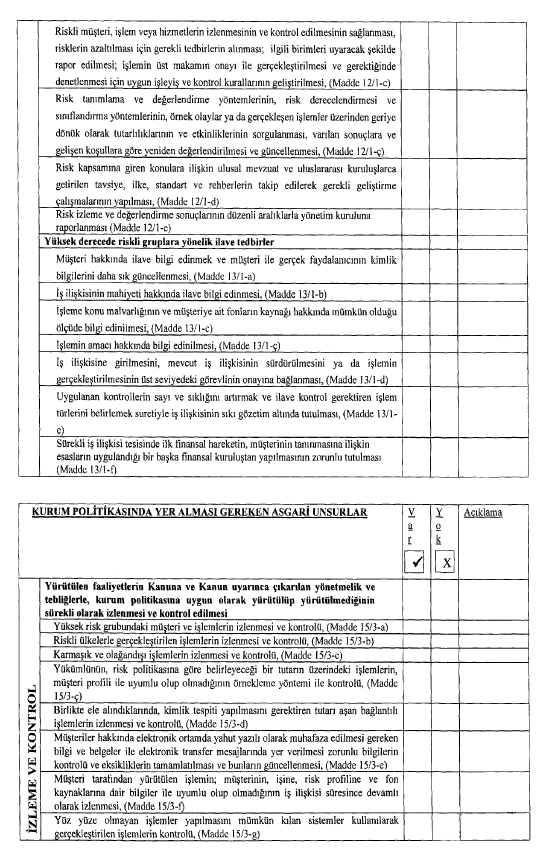 Riskli müşteri, işlem veya hizmetlerin izlenmesinin ve kontrol edilmesinin sağlanması,
risklerin azaltılması için gerekli tedbirlerin alınması; ilgili birimleri uyaracak şekilde
rapor edilmesi; işlemin üst makamın onayı ile gerçekleştirilmesi ve gerektiğinde
denetlenmesi için uygun işleyiş ve kontrol kurallarının geliştirilmesi, (Madde 12/1-c)
Risk tanımlama ve değerlendirme yöntemlerinin, risk derecelendirmesi ve
sınıflandırma yöntemlerinin, örnek olaylar ya da gerçekleşen işlemler üzerinden geriye
dönük olarak tutarlılıklarının ve etkinliklerinin sorgulanması, varılan sonuçlara ve
gelişen koşullara göre yeniden değerlendirilmesi ve güncellenmesi, (Madde 12/1-ç)
Risk kapsamına giren konulara ilişkin ulusal mevzuat ve uluslararası kuruluşlarca
getirilen tavsiye, ilke, standart ve rehberlerin takip edilerek gerekli geliştirme
çalışmalarının yapılması, (Madde 12/1-d)
Risk izleme ve değerlendirme sonuçlarının düzenli aralıklarla yönetim kuruluna
raporlanması (Madde 12/1-e)
Yüksek derecede riskli gruplara yönelik ilave tedbirler
Müşteri hakkında ilave bilgi edinmek ve müşteri ile gerçek faydalanıcının kimlik
bilgilerini daha sık güncellenmesi, (Madde 13/1-a)
İş ilişkisinin mahiyeti hakkında ilave bilgi edinmesi, (Madde 13/1-b)
İşleme konu malvarlığının ve müşteriye ait fonların kaynağı hakkında mümkün olduğu
ölçüde bilgi edinilmesi, (Madde 13/1-c)
İşlemin amacı hakkında bilgi edinilmesi, (Madde 13/1-ç)
İş ilişkisine girilmesini, mevcut iş ilişkisinin sürdürülmesini ya da işlemin
gerçekleştirilmesinin üst seviyedeki görevlinin onayına bağlanması, (Madde 13/1-d)
Uygulanan kontrollerin sayı ve sıklığını artırmak ve ilave kontrol gerektiren işlem
türlerini belirlemek suretiyle iş ilişkisinin sıkı gözetim altında tutulması, (Madde 13/1-
e)
Sürekli iş ilişkisi tesisinde ilk finansal hareketin, müşterinin tanınmasına ilişkin
esasların uygulandığı bir başka finansal kuruluştan yapılmasının zorunlu tutulması
(Madde 13/1-f)
KURUM POLİTİKASINDA YER ALMASI GEREKEN ASGARİ UNSURLAR
V
a
r
✓
Y
o
k
X
Açıklama
İZLEME VE KONTROL
Yürütülen faaliyetlerin Kanuna ve Kanun uyarınca çıkarılan yönetmelik ve
tebliğlerle, kurum politikasına uygun olarak yürütülüp yürütülmediğinin
sürekli olarak izlenmesi ve kontrol edilmesi
Yüksek risk grubundaki müşteri ve işlemlerin izlenmesi ve kontrolü, (Madde 15/3-a)
Riskli ülkelerle gerçekleştirilen işlemlerin izlenmesi ve kontrolü, (Madde 15/3-b)
Karmaşık ve olağandışı işlemlerin izlenmesi ve kontrolü, (Madde 15/3-c)
Yükümlünün, risk politikasına göre belirleyeceği bir tutarın üzerindeki işlemlerin,
müşteri profili ile uyumlu olup olmadığının örnekleme yöntemi ile kontrolü, (Madde
15/3-ç)
Birlikte ele alındıklarında, kimlik tespiti yapılmasını gerektiren tutarı aşan bağlantılı
işlemlerin izlenmesi ve kontrolü, (Madde 15/3-d)
Müşteriler hakkında elektronik ortamda yahut yazılı olarak muhafaza edilmesi gereken
bilgi ve belgeler ile elektronik transfer mesajlarında yer verilmesi zorunlu bilgilerin
kontrolü ve eksikliklerin tamamlatılması ve bunların güncellenmesi, (Madde 15/3-e)
Müşteri tarafından yürütülen işlemin; müşterinin, işine, risk profiline ve fon
kaynaklarına dair bilgiler ile uyumlu olup olmadığının iş ilişkisi süresince devamlı
olarak izlenmesi, (Madde 15/3-f)
Yüz yüze olmayan işlemler yapılmasını mümkün kılan sistemler kullanılarak
gerçekleştirilen işlemlerin kontrolü, (Madde 15/3-g)